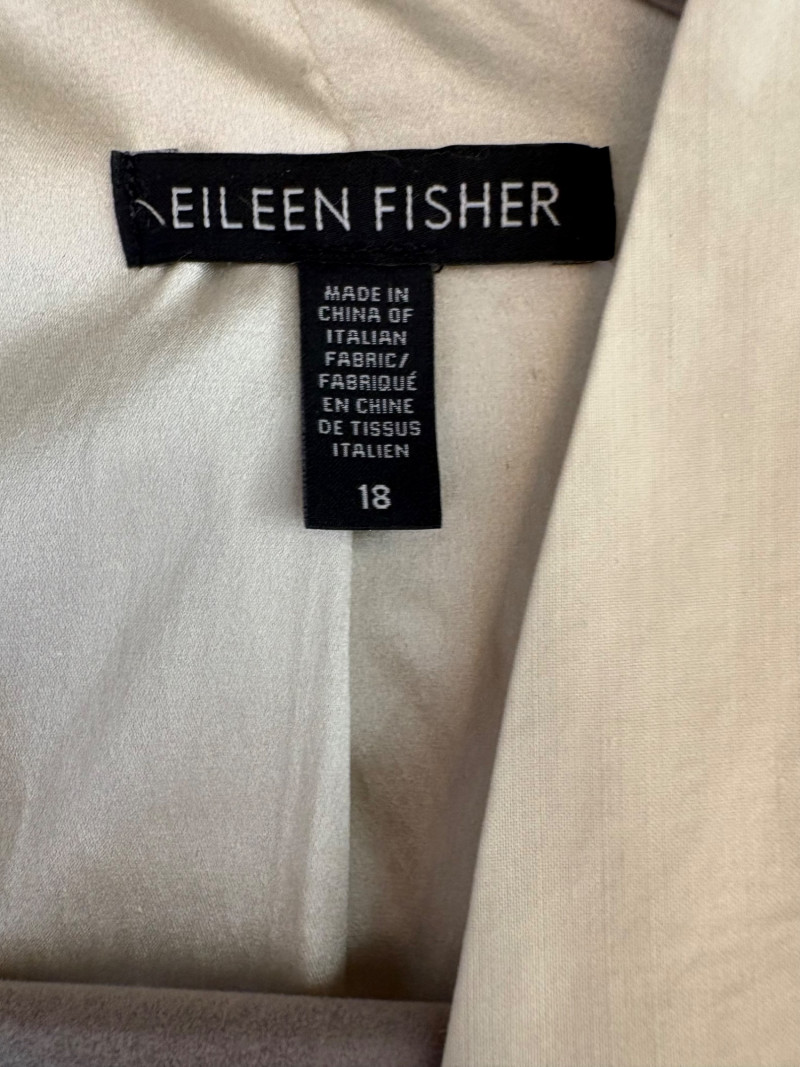 EILEEN FISHER
MADE IN
CHINA OF
ITALIAN
FABRIC/
FABRIQUÉ
EN CHINE
DE TISSUS
ITALIEN
18